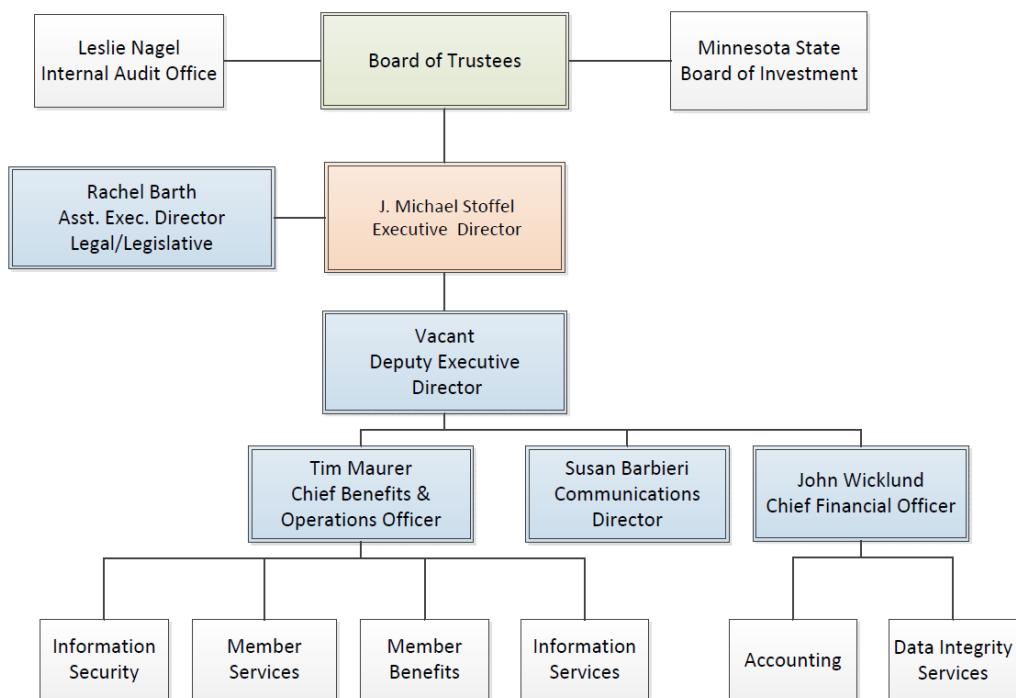 Leslie Nagel
Internal Audit Office
Board of Trustees
Minnesota State
Board of Investment
Rachel Barth
Asst. Exec. Director
Legal/Legislative
J. Michael Stoffel
Executive Director
Vacant
Deputy Executive
Director
Tim Maurer
Chief Benefits &
Operations Officer
Susan Barbieri
Communications
Director
John Wicklund
Chief Financial Officer
Information
Security
Member
Services
Member
Benefits
Information
Services
Accounting
Data Integrity
Services